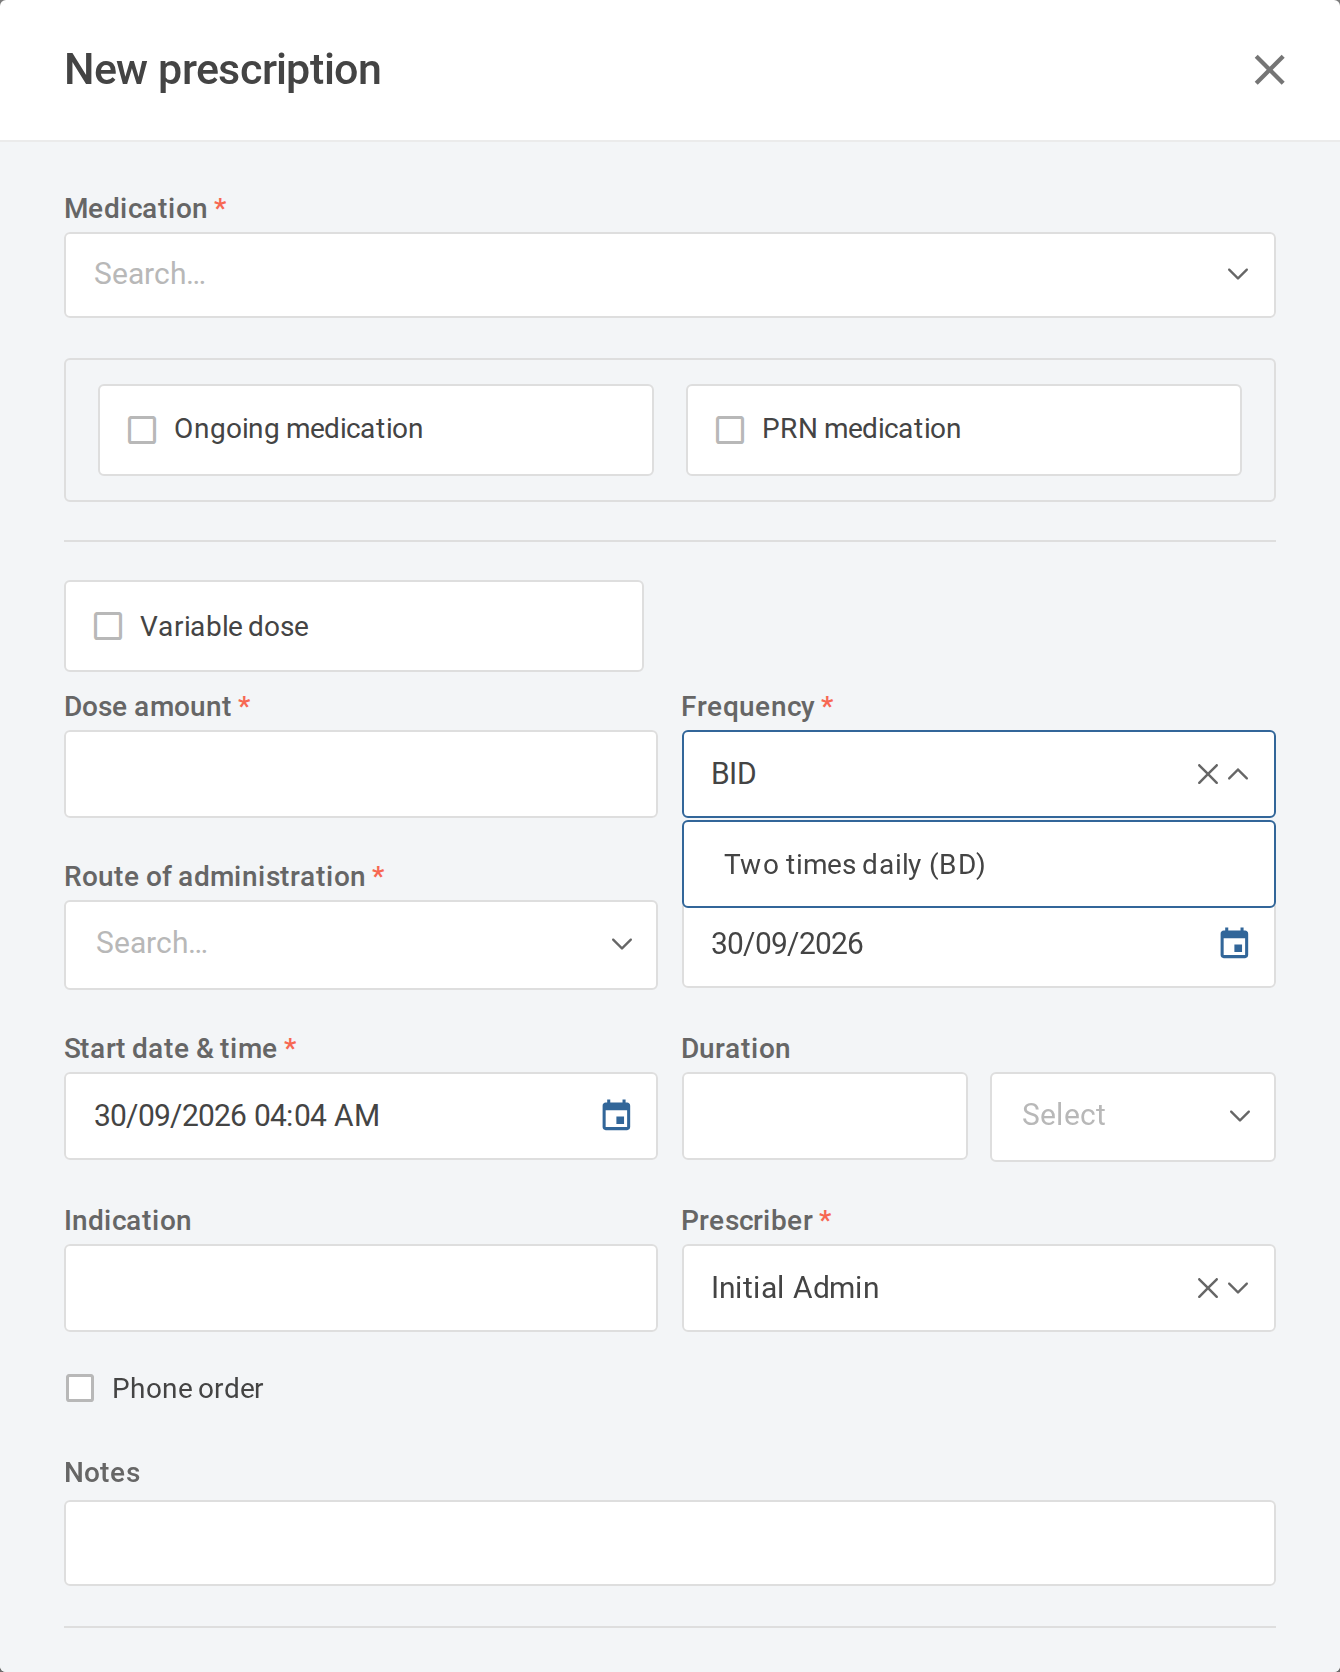 New prescription
Medication *
Search...
Ongoing medication
PRN medication
Variable dose
Dose amount *
Frequency *
BID
Two times daily (BD)
Route of administration *
Search...
30/09/2026
Start date & time *
30/09/2026 04:04 AM
Duration
Select
Indication
Prescriber *
Initial Admin
Phone order
Notes